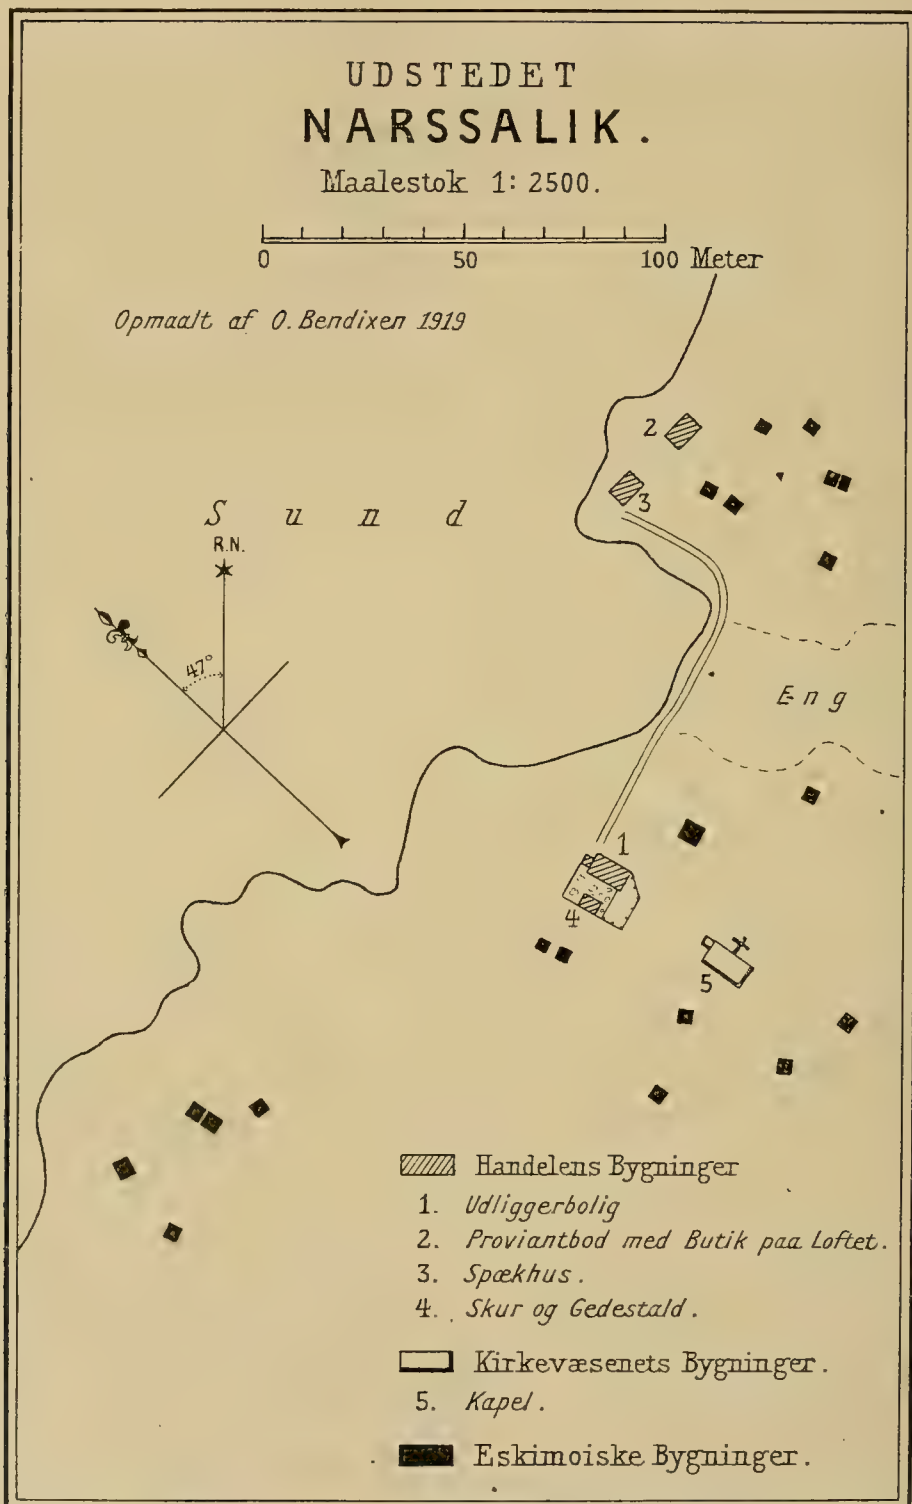 UDSTEDET
NARSSALIK.
Maalestok 1:2500.
0 50 100 Meter
Opmaalt af O. Bendixen 1919
2
3
Sund
R.N.
47°
Eng
1
4
5
Handelens Bygninger
1. Udliggerbolig
2. Proviantbod med Butik paa Loftet.
3. Spækhus.
4. Skur og Gedestald.
Kirkevæsenets Bygninger.
5. Kapel.
Eskimoiske Bygninger.